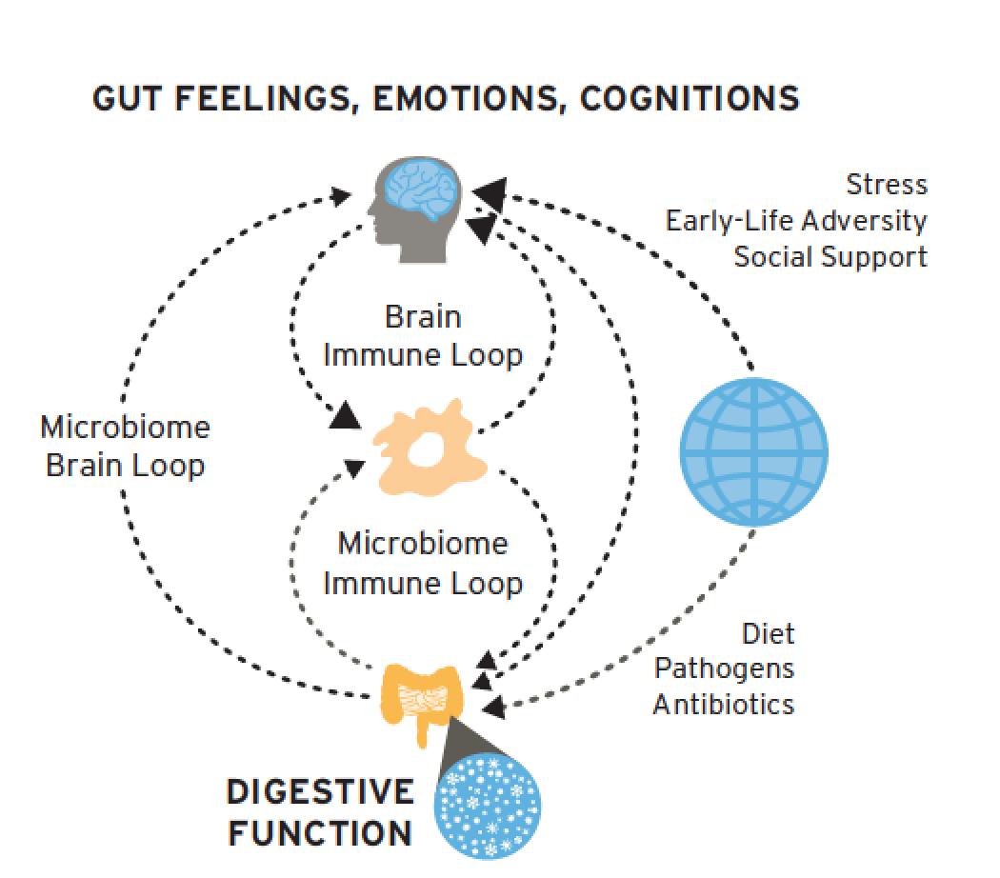 GUT FEELINGS, EMOTIONS, COGNITIONS
Stress
Early-Life Adversity
Social Support
Brain
Immune Loop
Microbiome
Brain Loop
Microbiome
Immune Loop
Diet
Pathogens
Antibiotics
DIGESTIVE
FUNCTION